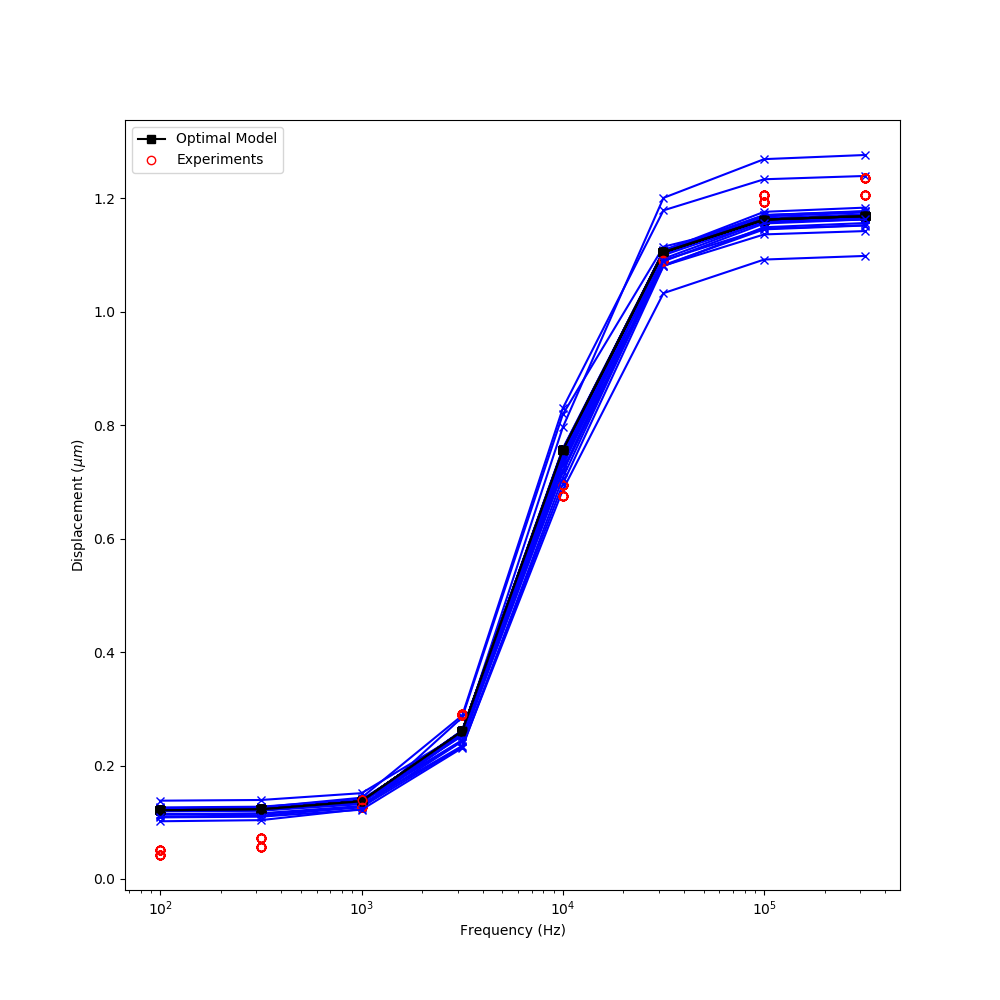 Optimal Model
Experiments
1.2
1.0
0.8
0.6
0.4
0.2
0.0
Displacement (μm)
10²
10³
10⁴
10⁵
Frequency (Hz)